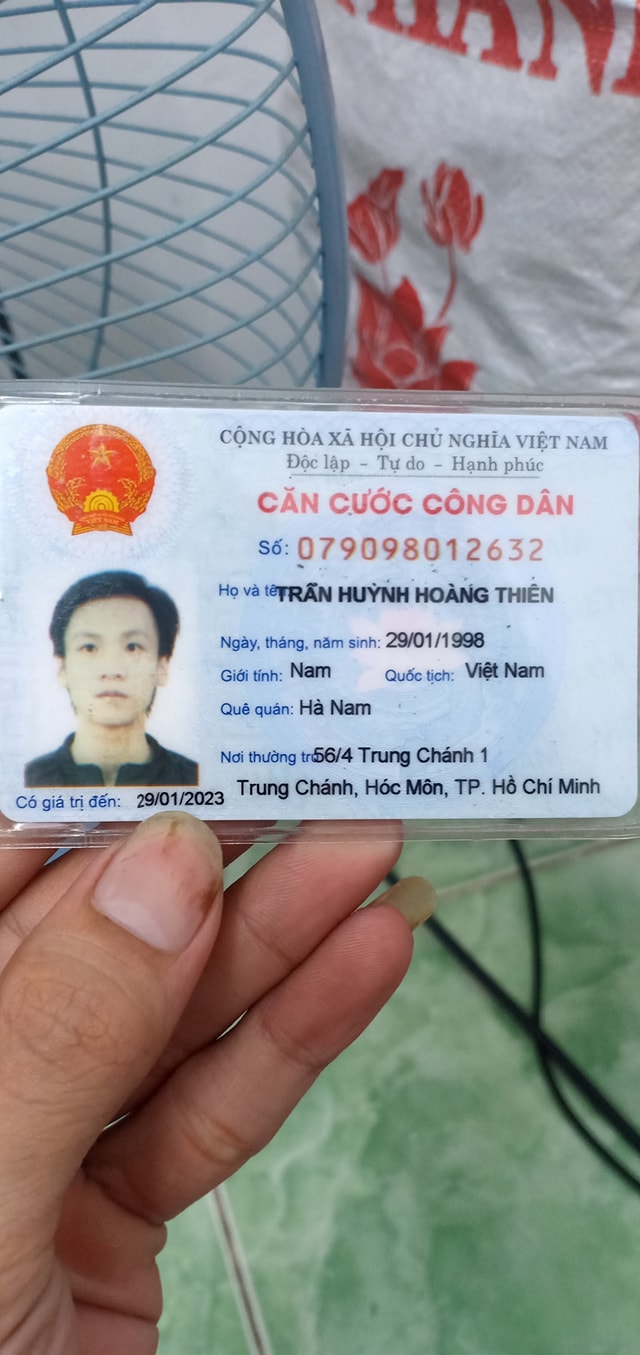 HÀNH
VIỆT NAM
CỘNG HÒA XÃ HỘI CHỦ NGHĨA VIỆT NAM
Độc lập - Tự do - Hạnh phúc
CĂN CƯỚC CÔNG DÂN
Số: 079098012632
Họ và tên: TRẦN HUỲNH HOÀNG THIÊN
Ngày, tháng, năm sinh: 29/01/1998
Giới tính: Nam Quốc tịch: Việt Nam
Quê quán: Hà Nam
Nơi thường trú: 56/4 Trung Chánh 1
Trung Chánh, Hóc Môn, TP. Hồ Chí Minh
Có giá trị đến: 29/01/2023